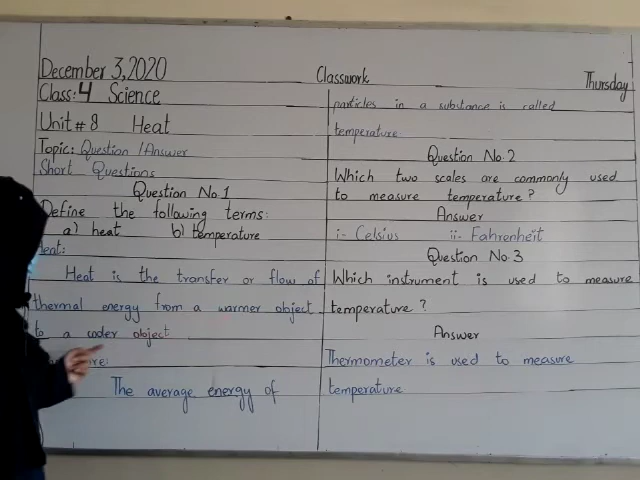 December 3, 2020 Classwork Thursday
Class: 4 Science
Unit # 8 Heat
Topic: Question /Answer
Short Questions
Question No.1
Define the following terms:
a) heat b) temperature
Heat is the transfer or flow of
thermal energy from a warmer object
to a coder object
The average energy of
particles in a substance is called
temperature.
Question No.2
Which two scales are commonly used
to measure temperature?
Answer
i:- Celsius ii:- Fahrenheit
Question No.3
Which instrument is used to measure
temperature?
Answer
Thermometer is used to measure
temperature